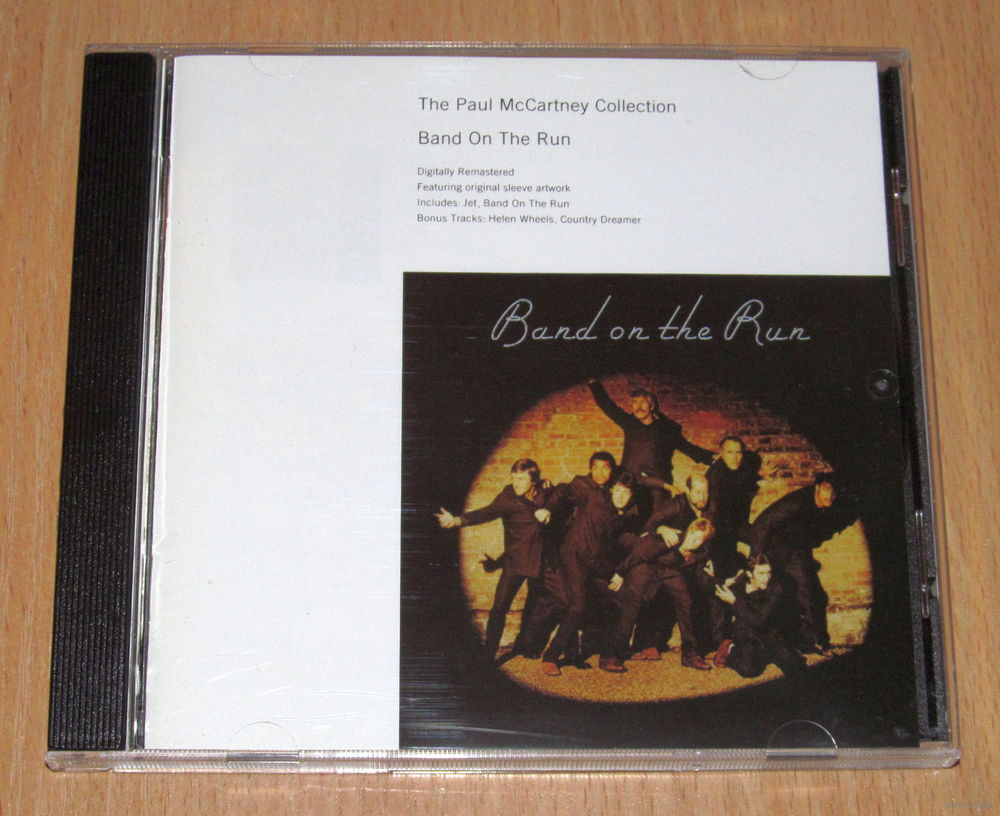 The Paul McCartney Collection
Band On The Run
Digitally Remastered
Featuring original sleeve artwork
Includes: Jet, Band On The Run
Bonus Tracks: Helen Wheels, Country Dreamer
Band on the Run